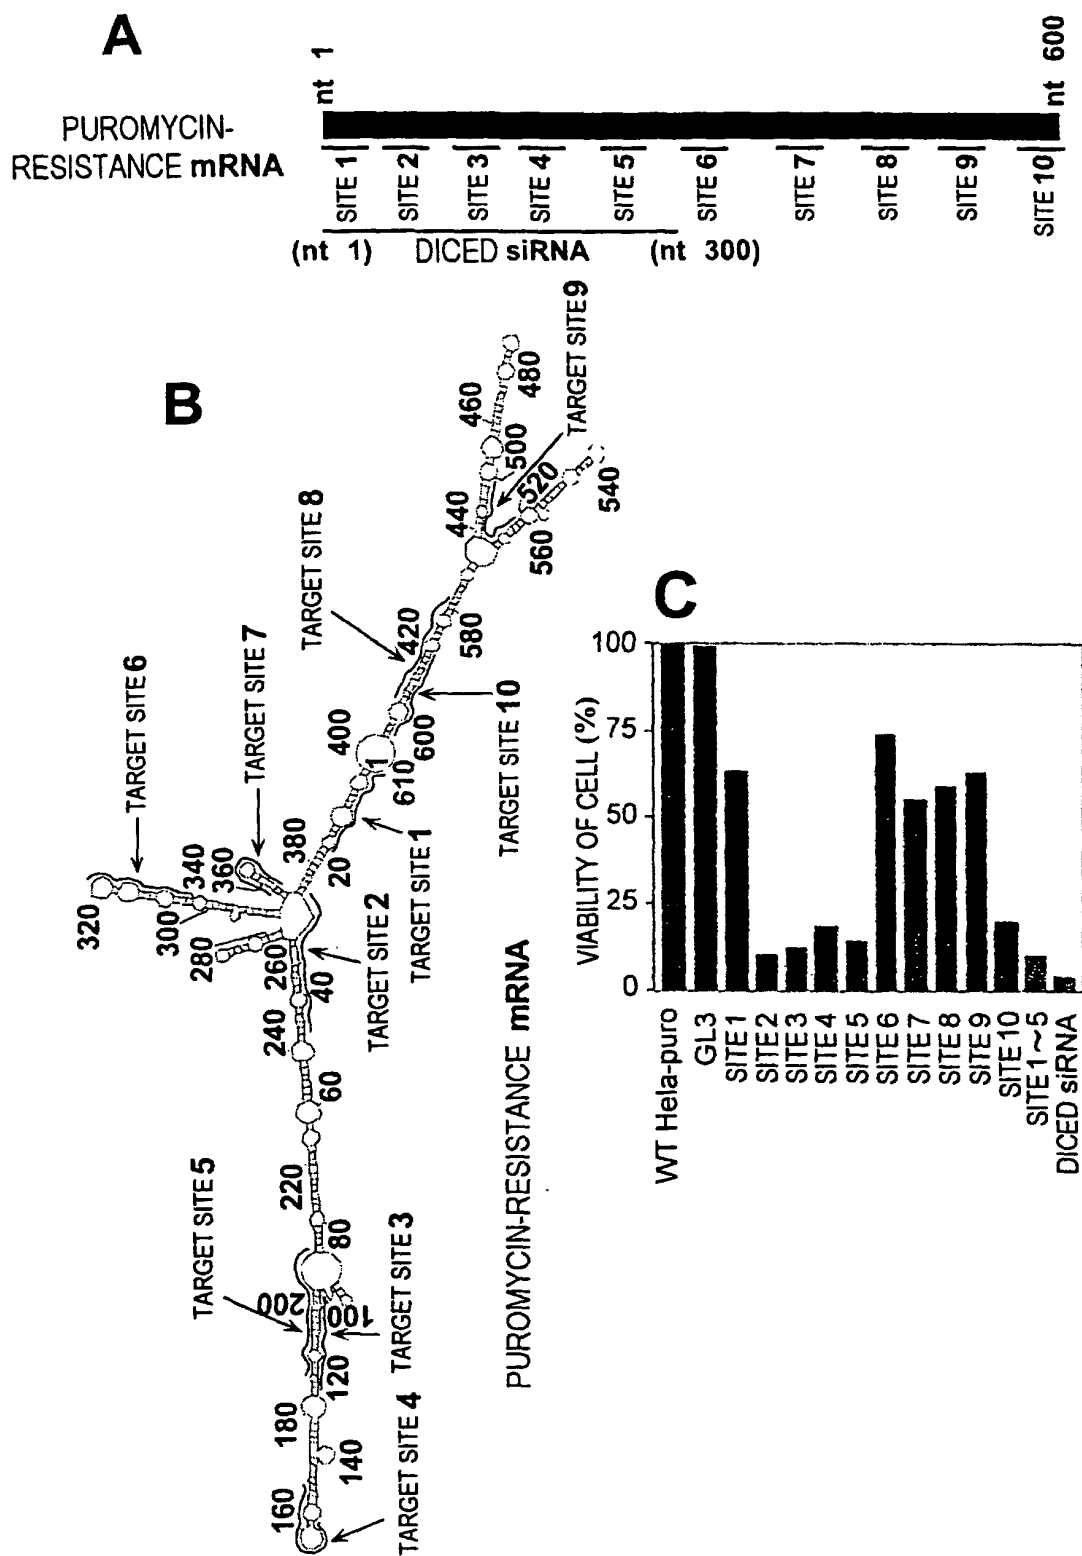 A
nt 1
nt 600
PUROMYCIN-
RESISTANCE mRNA
SITE 1
SITE 2
SITE 3
SITE 4
SITE 5
SITE 6
SITE 7
SITE 8
SITE 9
SITE 10
(nt 1)
DICED siRNA
(nt 300)
B
TARGET SITE 9
480
460
500
520
540
440
560
TARGET SITE 8
420
580
TARGET SITE 7
TARGET SITE 6
TARGET SITE 10
400
600
1
610
380
20
TARGET SITE 1
340
360
320
300
280
260
40
TARGET SITE 2
240
60
220
80
TARGET SITE 5
200
100
TARGET SITE 3
120
180
140
160
TARGET SITE 4
PUROMYCIN-RESISTANCE mRNA
C
VIABILITY OF CELL (%)
100
75
50
25
0
WT Hela-puro
GL3
SITE 1
SITE 2
SITE 3
SITE 4
SITE 5
SITE 6
SITE 7
SITE 8
SITE 9
SITE 10
SITE 1~5
DICED siRNA